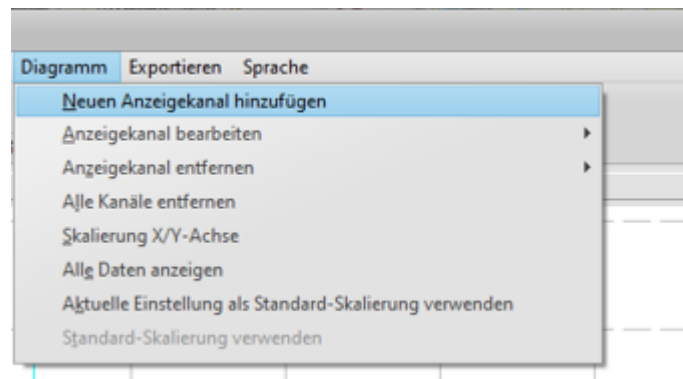 Diagramm Exportieren Sprache
Neuen Anzeigekanal hinzufügen
Anzeigekanal bearbeiten
Anzeigekanal entfernen
Alle Kanäle entfernen
Skalierung X/Y-Achse
Alle Daten anzeigen
Aktuelle Einstellung als Standard-Skalierung verwenden
Standard-Skalierung verwenden